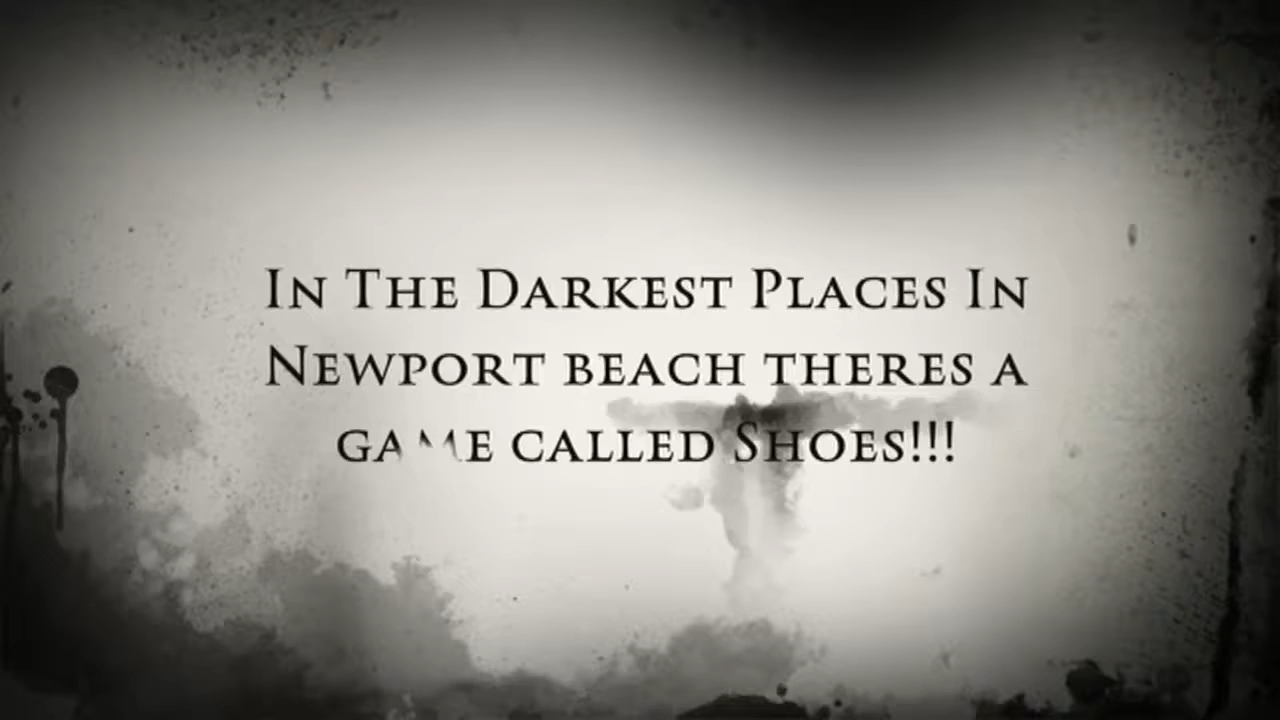 In The Darkest Places In
Newport beach theres a
game called Shoes!!!